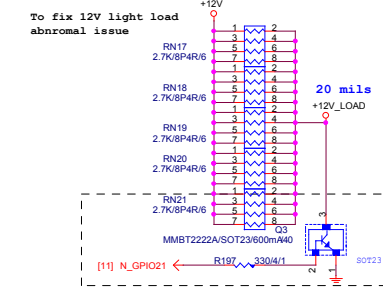 +12V
To fix 12V light load
abnromal issue
1 2
3 4
RN17 5 6
2.7K/8P4R/6 7 8
1 2
3 4
RN18 5 6
2.7K/8P4R/6 7 8
20 mils
+12V_LOAD
1 2
3 4
RN19 5 6
2.7K/8P4R/6 7 8
1 2
3 4
RN20 5 6
2.7K/8P4R/6 7 8
1 2
3 4
RN21 5 6
2.7K/8P4R/6 7 8
Q3
3
MMBT2222A/SOT23/600mA/40
SOT23
[11] N_GPIO21 R197 330/4/1
2 1